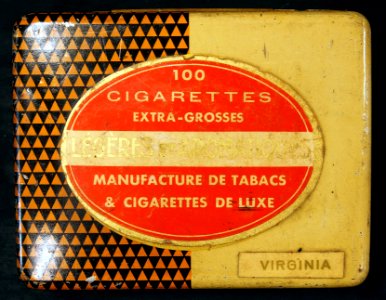 100
CIGARETTES
EXTRA-GROSSES
MANUFACTURE DE TABACS
& CIGARETTES DE LUXE
VIRGINIA